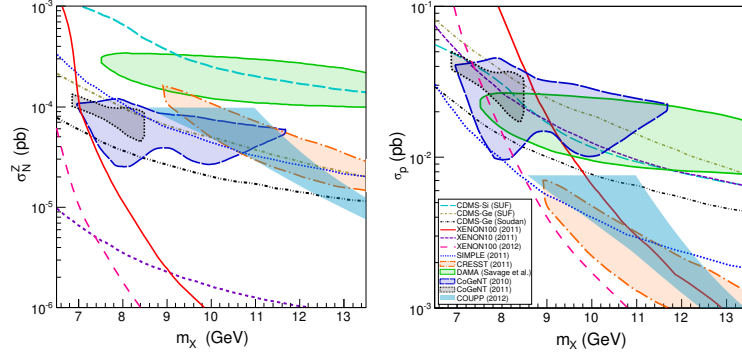 10⁻³
10⁻⁴
10⁻⁵
10⁻⁶
σ_N^Z (pb)
7 8 9 10 11 12 13
m_X (GeV)
10⁻¹
10⁻²
10⁻³
σ_p (pb)
CDMS-Si (SUF)
CDMS-Ge (SUF)
CDMS-Ge (Soudan)
XENON100 (2011)
XENON10 (2011)
XENON100 (2012)
SIMPLE (2011)
CRESST (2011)
DAMA (Savage et al.)
CoGeNT (2010)
CoGeNT (2011)
COUPP (2012)
7 8 9 10 11 12 13
m_X (GeV)